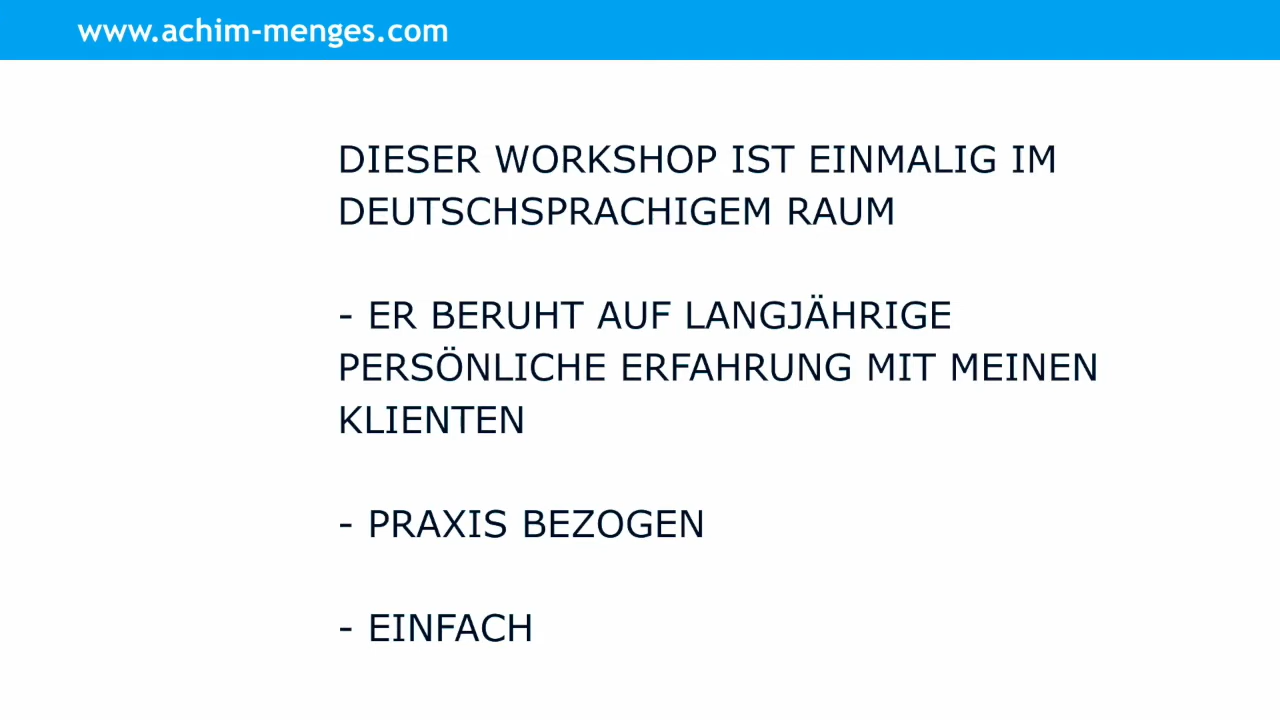 www.achim-menges.com
DIESER WORKSHOP IST EINMALIG IM
DEUTSCHSPRACHIGEM RAUM
- ER BERUHT AUF LANGJÄHRIGE
PERSÖNLICHE ERFAHRUNG MIT MEINEN
KLIENTEN
- PRAXIS BEZOGEN
- EINFACH